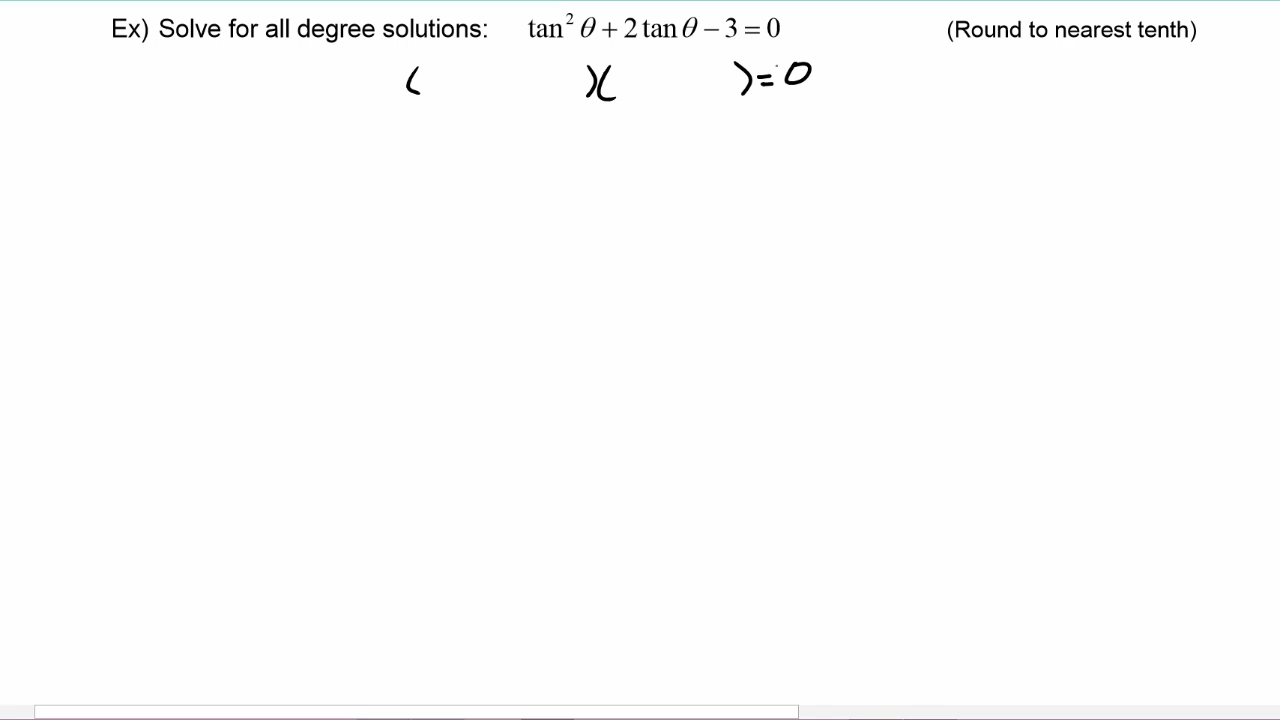 Ex) Solve for all degree solutions: tan² θ + 2 tan θ − 3 = 0 (Round to nearest tenth)
( )( ) = 0